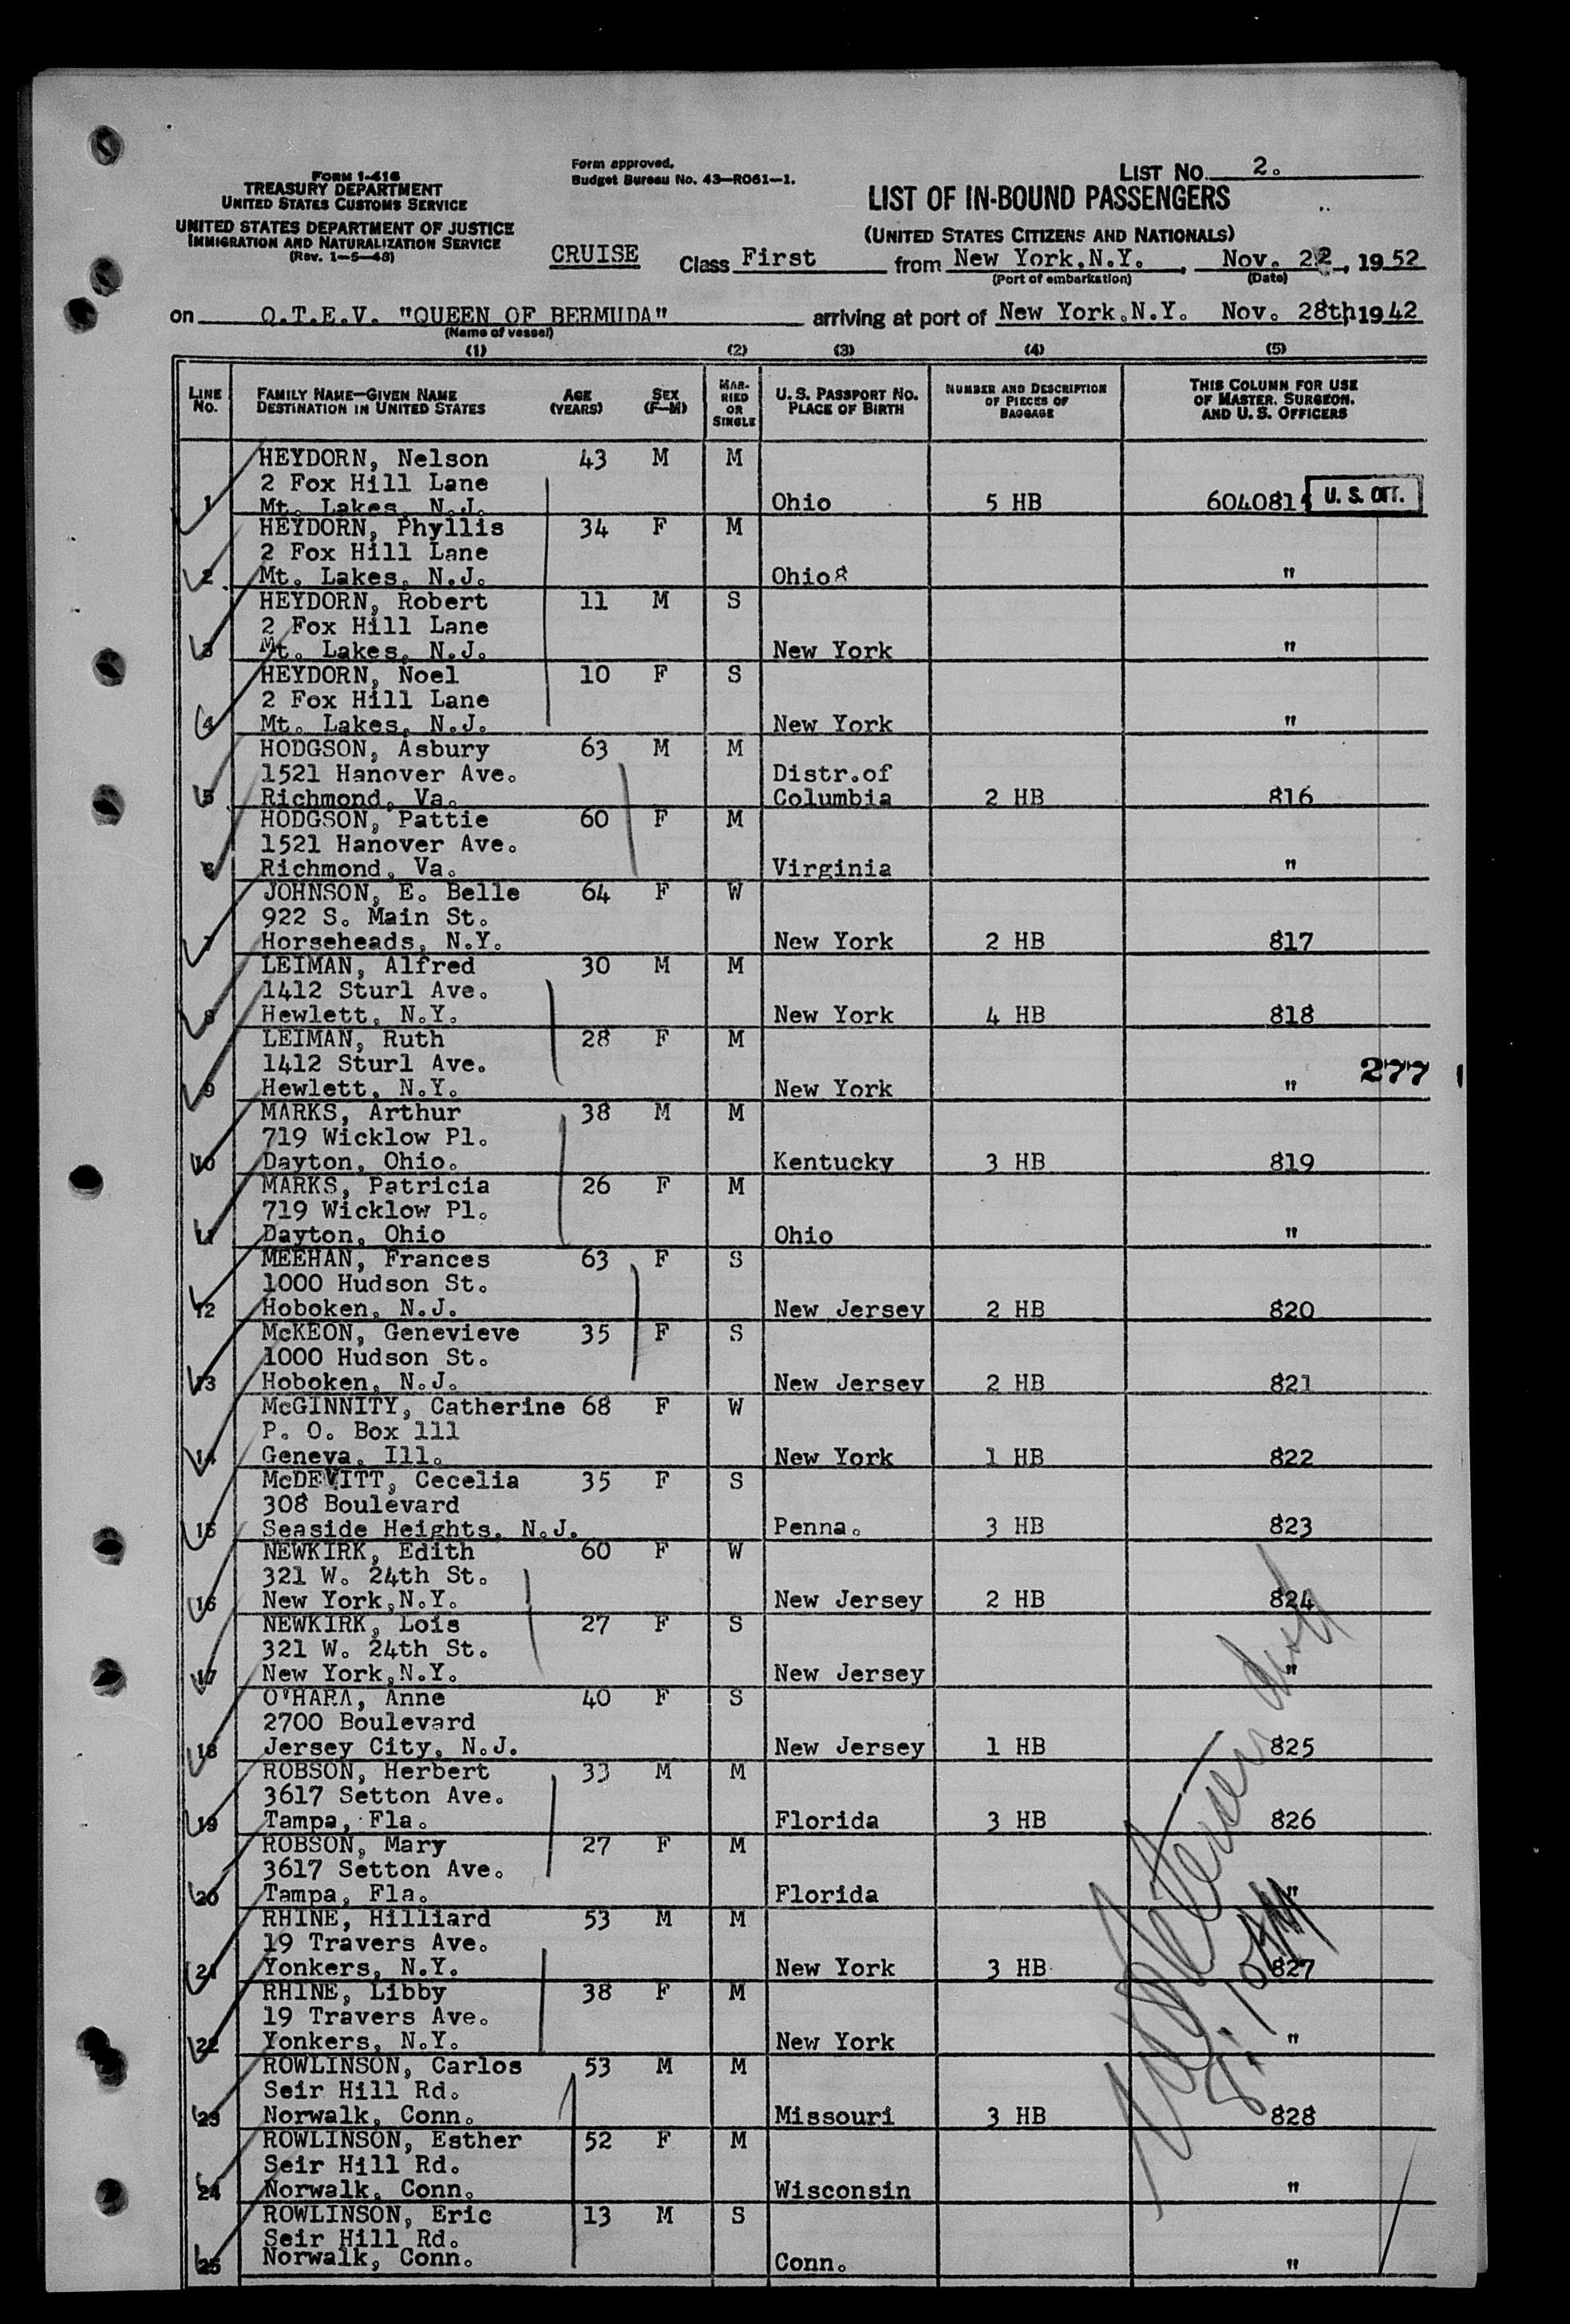 FORM I-416
TREASURY DEPARTMENT
UNITED STATES CUSTOMS SERVICE
UNITED STATES DEPARTMENT OF JUSTICE
IMMIGRATION AND NATURALIZATION SERVICE
(Rev. 1-5-48)
Form approved.
Budget Bureau No. 43-R061-1.
LIST NO. 2.
LIST OF IN-BOUND PASSENGERS
(UNITED STATES CITIZENS AND NATIONALS)
CRUISE Class First from New York,N.Y., Nov. 22, 1952
(Port of embarkation) (Date)
on Q.T.E.V. "QUEEN OF BERMUDA" arriving at port of New York,N.Y. Nov. 28th, 1942
(Name of vessel)
(1) (2) (3) (4) (5)
LINE No. FAMILY NAME—GIVEN NAME DESTINATION IN UNITED STATES AGE (YEARS) SEX (F—M) MARRIED OR SINGLE U. S. PASSPORT NO. PLACE OF BIRTH NUMBER AND DESCRIPTION OF PIECES OF BAGGAGE THIS COLUMN FOR USE OF MASTER, SURGEON, AND U. S. OFFICERS
HEYDORN, Nelson 43 M M
2 Fox Hill Lane
1 Mt. Lakes, N.J. Ohio 5 HB 604081 U. S. CIT.
HEYDORN, Phyllis 34 F M
2 Fox Hill Lane
2 Mt. Lakes, N.J. Ohio8 "
HEYDORN, Robert 11 M S
2 Fox Hill Lane
3 Mt. Lakes, N.J. New York "
HEYDORN, Noel 10 F S
2 Fox Hill Lane
4 Mt. Lakes, N.J. New York "
HODGSON, Asbury 63 M M
1521 Hanover Ave. Distr.of
5 Richmond, Va. Columbia 2 HB 816
HODGSON, Pattie 60 F M
1521 Hanover Ave.
6 Richmond, Va. Virginia "
JOHNSON, E. Belle 64 F W
922 S. Main St.
7 Horseheads, N.Y. New York 2 HB 817
LEIMAN, Alfred 30 M M
1412 Sturl Ave.
8 Hewlett, N.Y. New York 4 HB 818
LEIMAN, Ruth 28 F M
1412 Sturl Ave. 277
9 Hewlett, N.Y. New York "
MARKS, Arthur 38 M M
719 Wicklow Pl.
10 Dayton, Ohio. Kentucky 3 HB 819
MARKS, Patricia 26 F M
719 Wicklow Pl.
11 Dayton, Ohio Ohio "
MEEHAN, Frances 63 F S
1000 Hudson St.
12 Hoboken, N.J. New Jersey 2 HB 820
McKEON, Genevieve 35 F S
1000 Hudson St.
13 Hoboken, N.J. New Jersey 2 HB 821
McGINNITY, Catherine 68 F W
P. O. Box 111
14 Geneva, Ill. New York 1 HB 822
McDEVITT, Cecelia 35 F S
308 Boulevard
15 Seaside Heights, N.J. Penna. 3 HB 823
NEWKIRK, Edith 60 F W
321 W. 24th St.
16 New York,N.Y. New Jersey 2 HB 824
NEWKIRK, Lois 27 F S
321 W. 24th St.
17 New York,N.Y. New Jersey "
O'HARA, Anne 40 F S
2700 Boulevard
18 Jersey City, N.J. New Jersey 1 HB 825
ROBSON, Herbert 33 M M
3617 Setton Ave.
19 Tampa, Fla. Florida 3 HB 826
ROBSON, Mary 27 F M
3617 Setton Ave.
20 Tampa, Fla. Florida "
RHINE, Hilliard 53 M M
19 Travers Ave.
21 Yonkers, N.Y. New York 3 HB 827
RHINE, Libby 38 F M
19 Travers Ave.
22 Yonkers, N.Y. New York "
ROWLINSON, Carlos 53 M M
Seir Hill Rd.
23 Norwalk, Conn. Missouri 3 HB 828
ROWLINSON, Esther 52 F M
Seir Hill Rd.
24 Norwalk, Conn. Wisconsin "
ROWLINSON, Eric 13 M S
Seir Hill Rd.
25 Norwalk, Conn. Conn. "